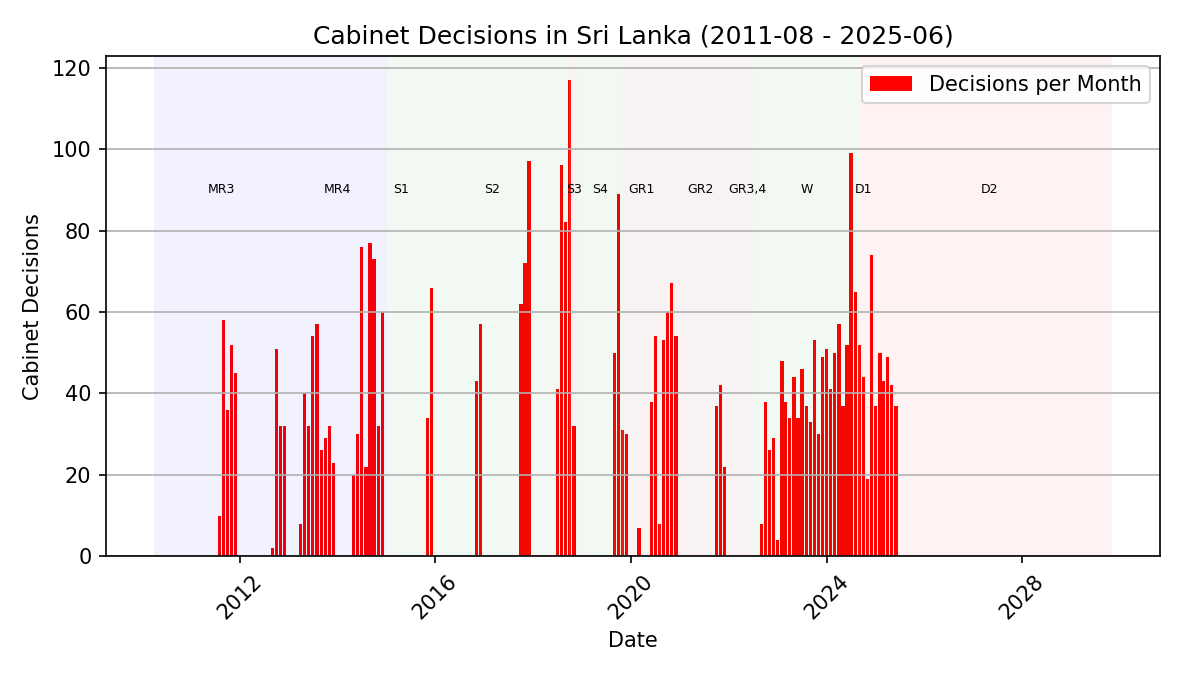 Cabinet Decisions in Sri Lanka (2011-08 - 2025-06)
Decisions per Month
120
100
80
60
40
20
0
Cabinet Decisions
MR3 MR4 S1 S2 S3 S4 GR1 GR2 GR3,4 W D1 D2
2012 2016 2020 2024 2028
Date